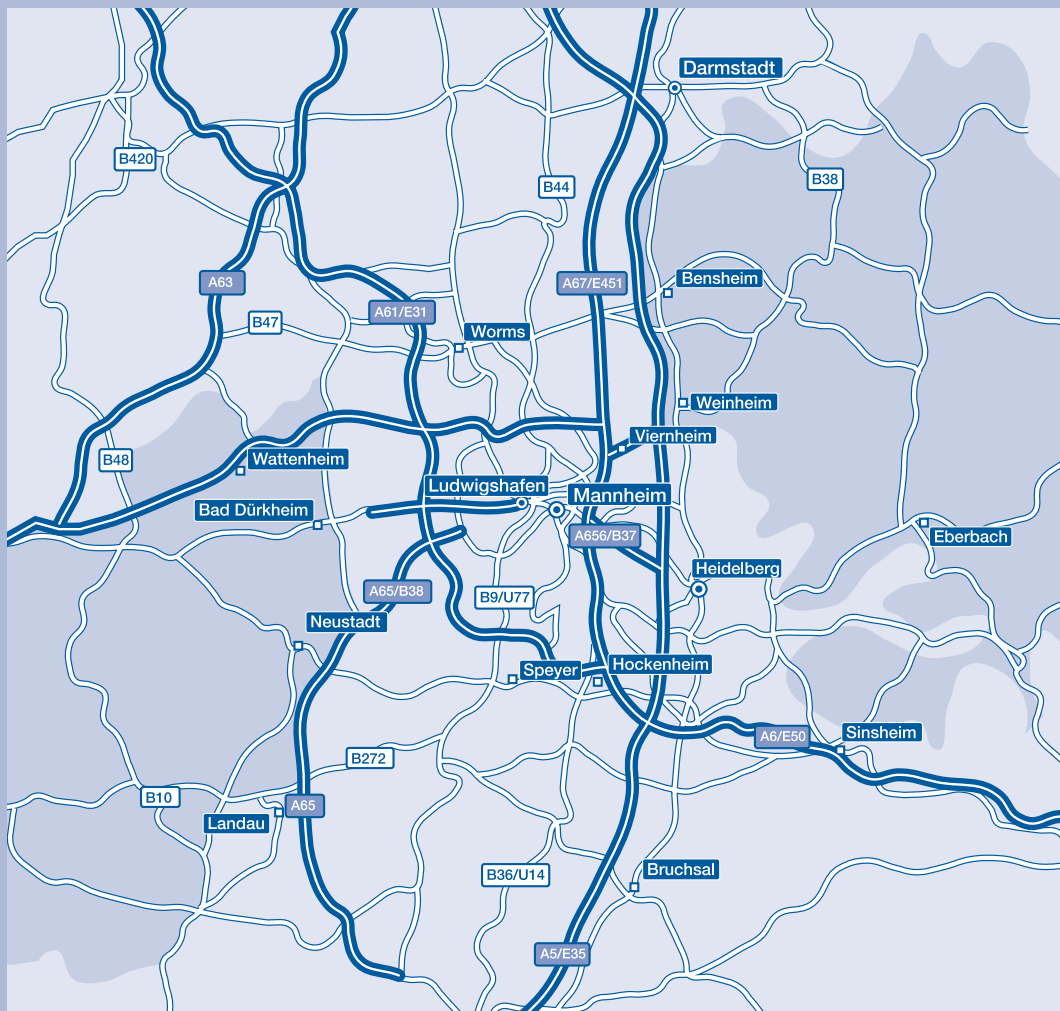 Darmstadt
B420
B38
B44
A63
A67/E451
Bensheim
A61/E31
B47
Worms
Weinheim
Viernheim
B48
Wattenheim
Ludwigshafen
Mannheim
Bad Dürkheim
A656/B37
Eberbach
Heidelberg
A65/B38
B9/U77
Neustadt
Speyer
Hockenheim
A6/E50
Sinsheim
B272
B10
A65
Landau
B36/U14
Bruchsal
A5/E35